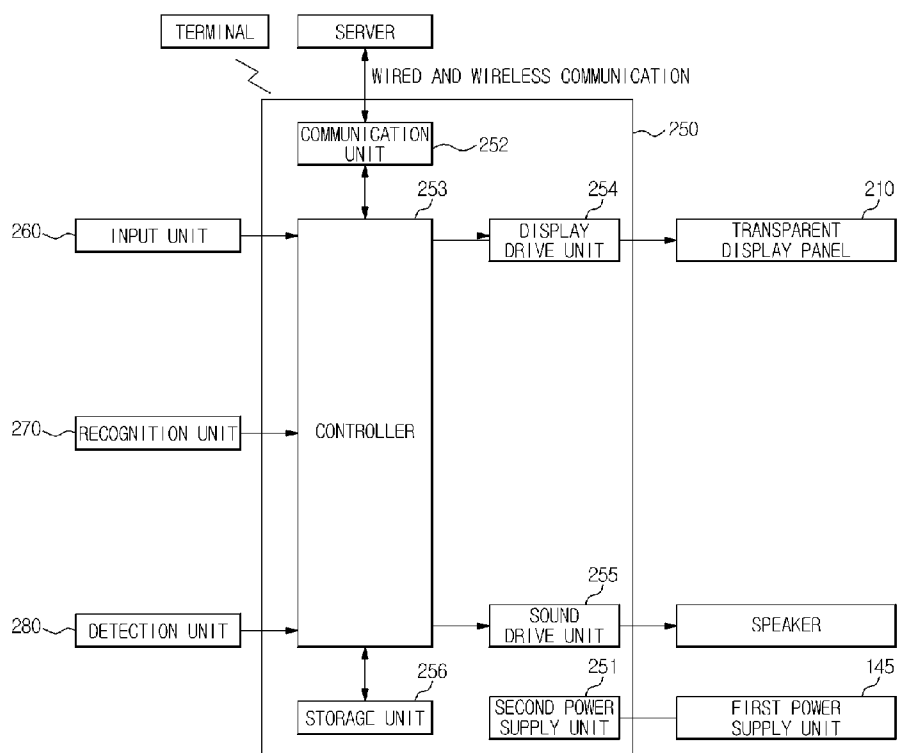 TERMINAL
SERVER
WIRED AND WIRELESS COMMUNICATION
COMMUNICATION
UNIT
252
250
253
254
210
260
INPUT UNIT
DISPLAY
DRIVE UNIT
TRANSPARENT
DISPLAY PANEL
270
RECOGNITION UNIT
CONTROLLER
255
280
DETECTION UNIT
SOUND
DRIVE UNIT
SPEAKER
256
251
145
STORAGE UNIT
SECOND POWER
SUPPLY UNIT
FIRST POWER
SUPPLY UNIT